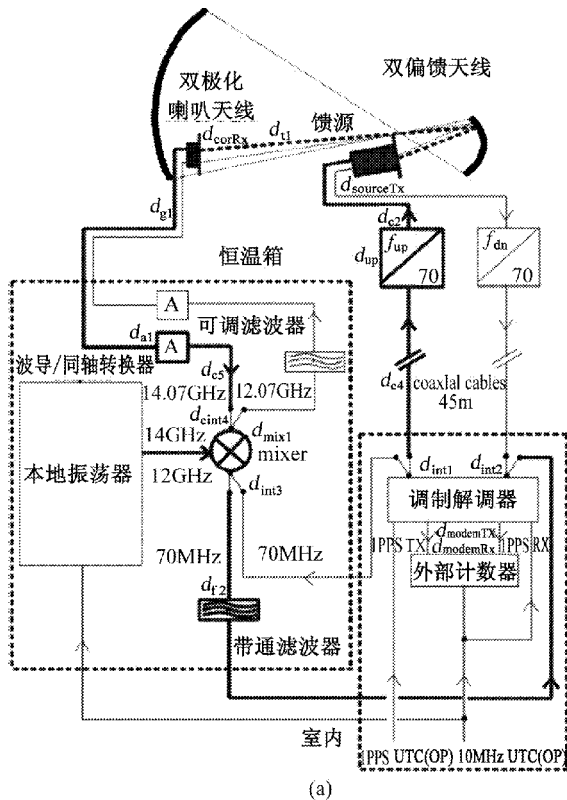 双极化
喇叭天线
双偏馈天线
馈源
d_corRx
d_t1
d_sourceTx
d_g1
d_c2
d_up
f_up
70
f_dn
70
恒温箱
A
可调滤波器
d_a1
A
波导/同轴转换器
d_c5
14.07GHz
12.07GHz
d_cint4
14GHz
d_mix1
mixer
12GHz
本地振荡器
d_int3
d_c4
coaxlal cables
45m
d_int1
d_int2
调制解调器
1PPS TX
d_modemTX
d_modemRx
1PPS RX
外部计数器
70MHz
70MHz
d_f2
带通滤波器
室内
1PPS UTC(OP) 10MHz UTC(OP)
(a)